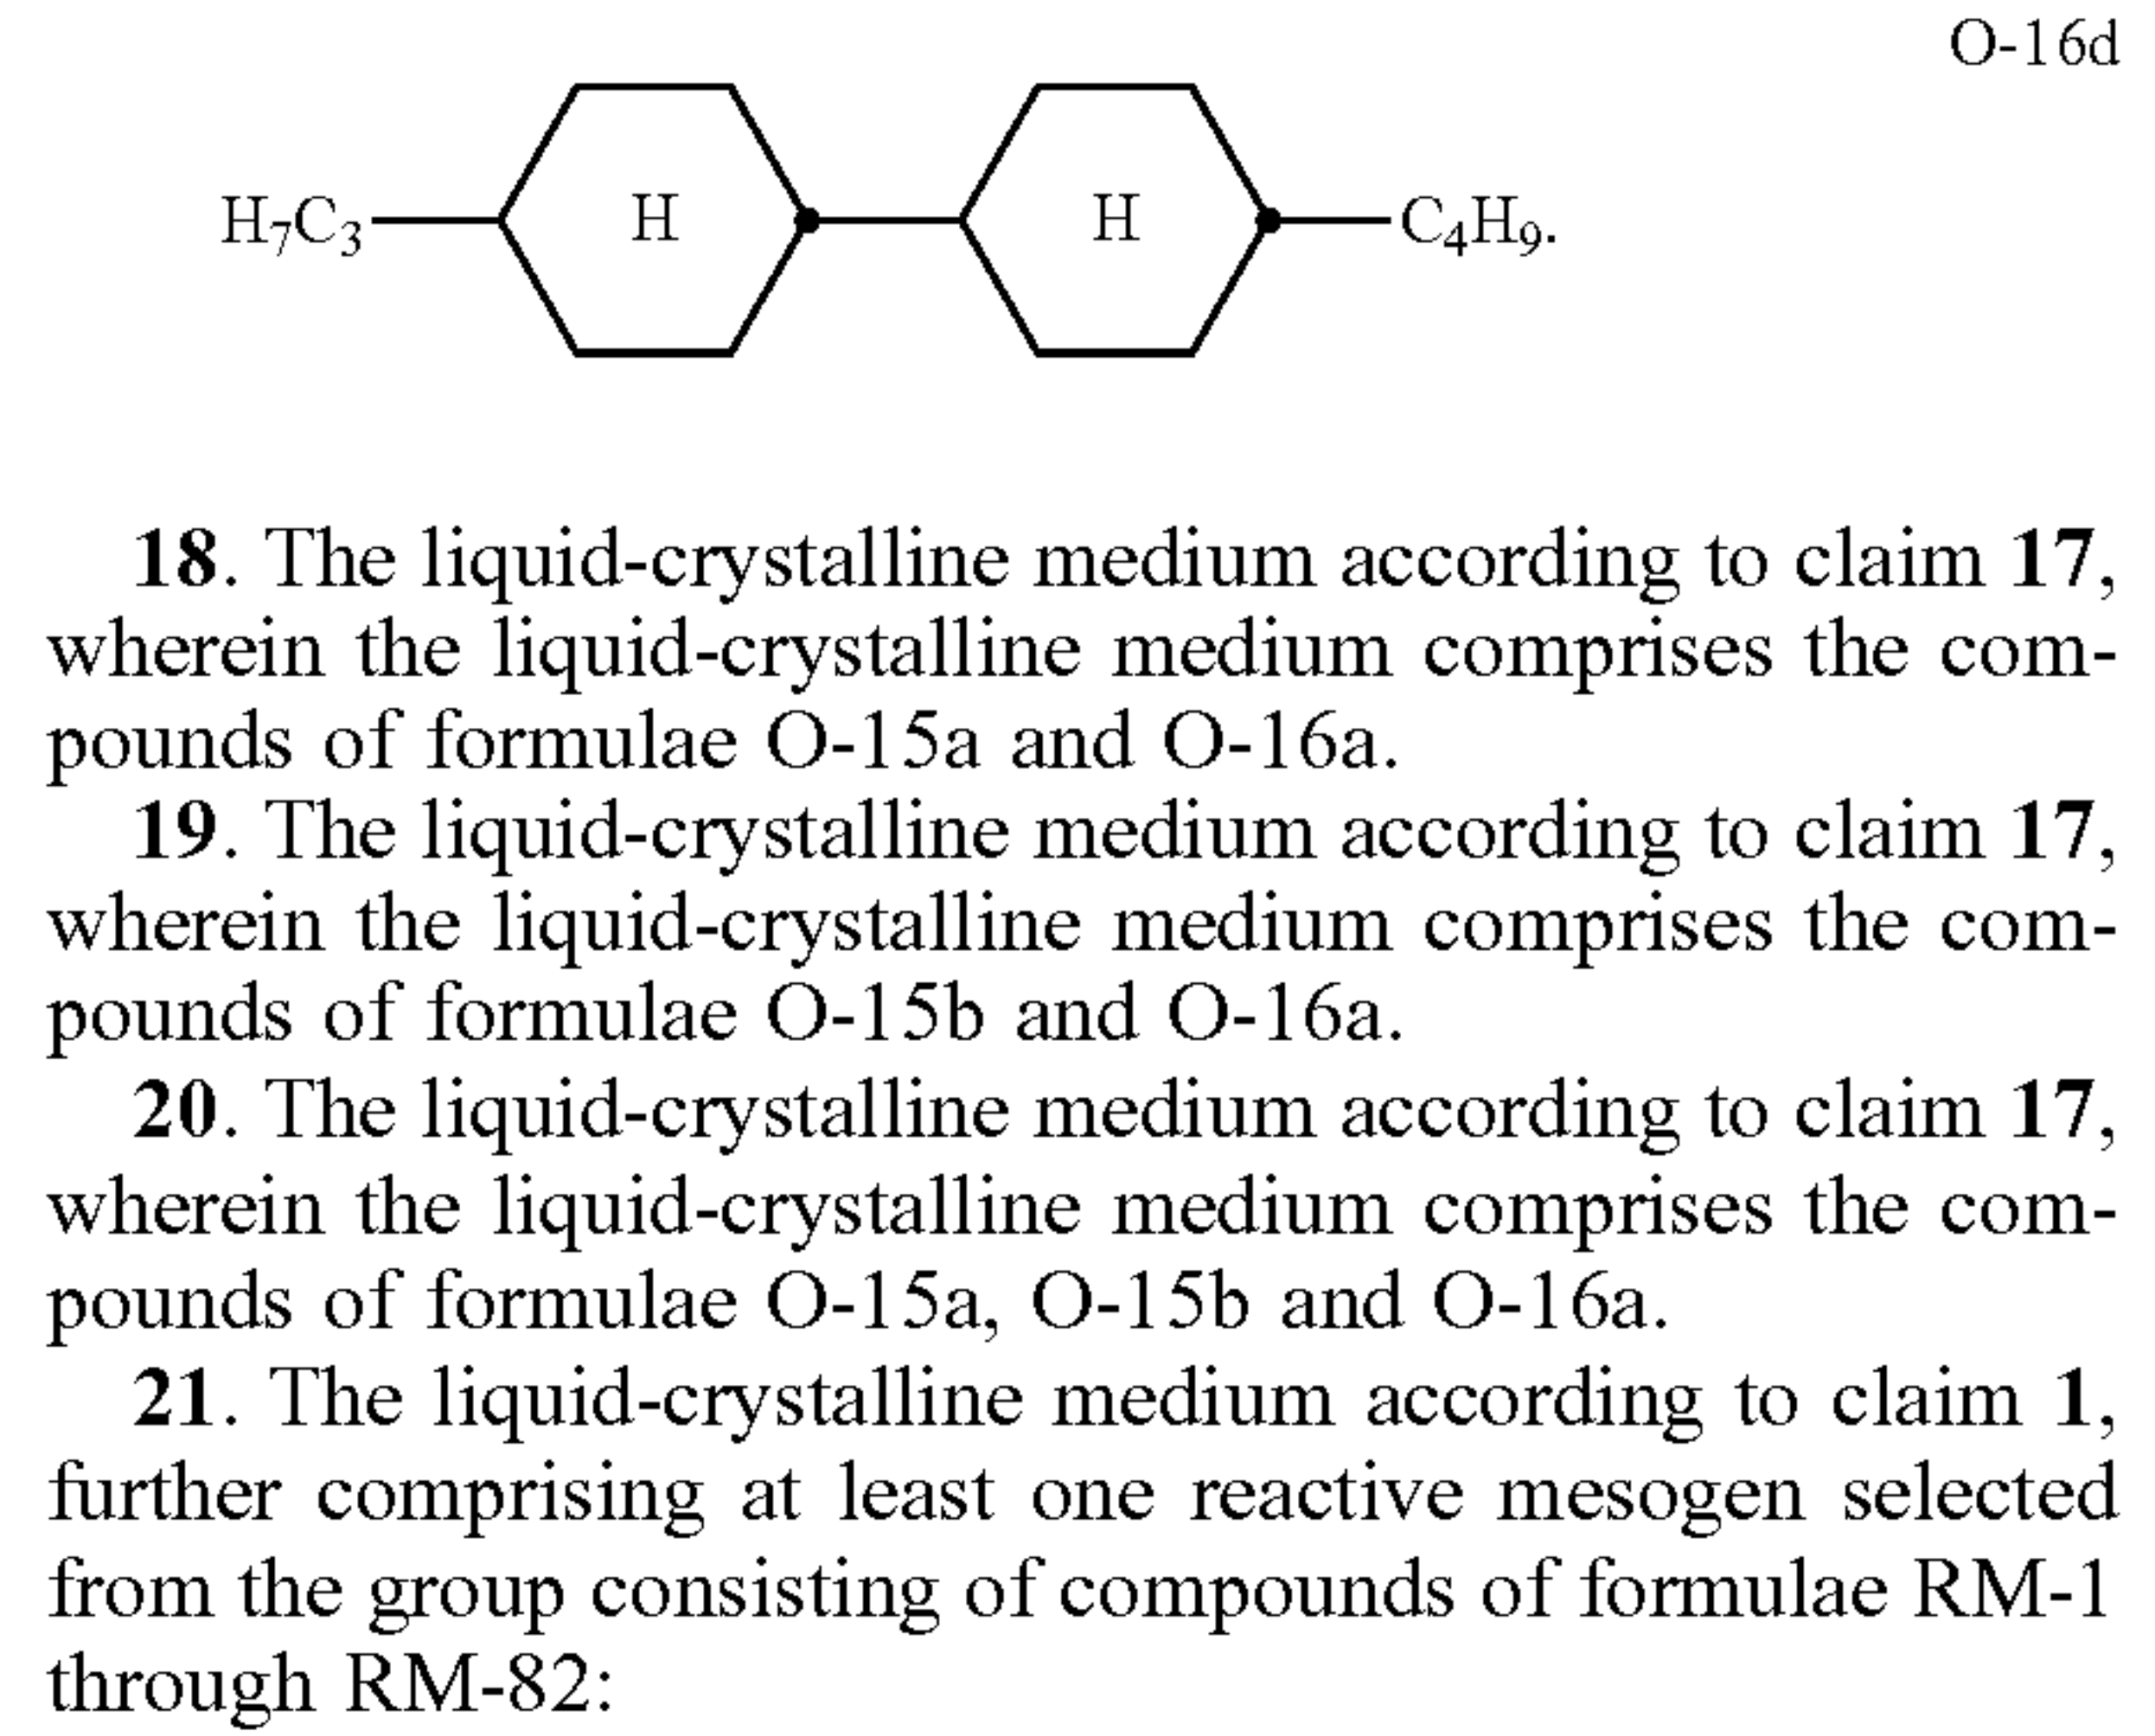 O-16d
H₇C₃ H H C₄H₉.
18. The liquid-crystalline medium according to claim 17,
wherein the liquid-crystalline medium comprises the com-
pounds of formulae O-15a and O-16a.
19. The liquid-crystalline medium according to claim 17,
wherein the liquid-crystalline medium comprises the com-
pounds of formulae O-15b and O-16a.
20. The liquid-crystalline medium according to claim 17,
wherein the liquid-crystalline medium comprises the com-
pounds of formulae O-15a, O-15b and O-16a.
21. The liquid-crystalline medium according to claim 1,
further comprising at least one reactive mesogen selected
from the group consisting of compounds of formulae RM-1
through RM-82: